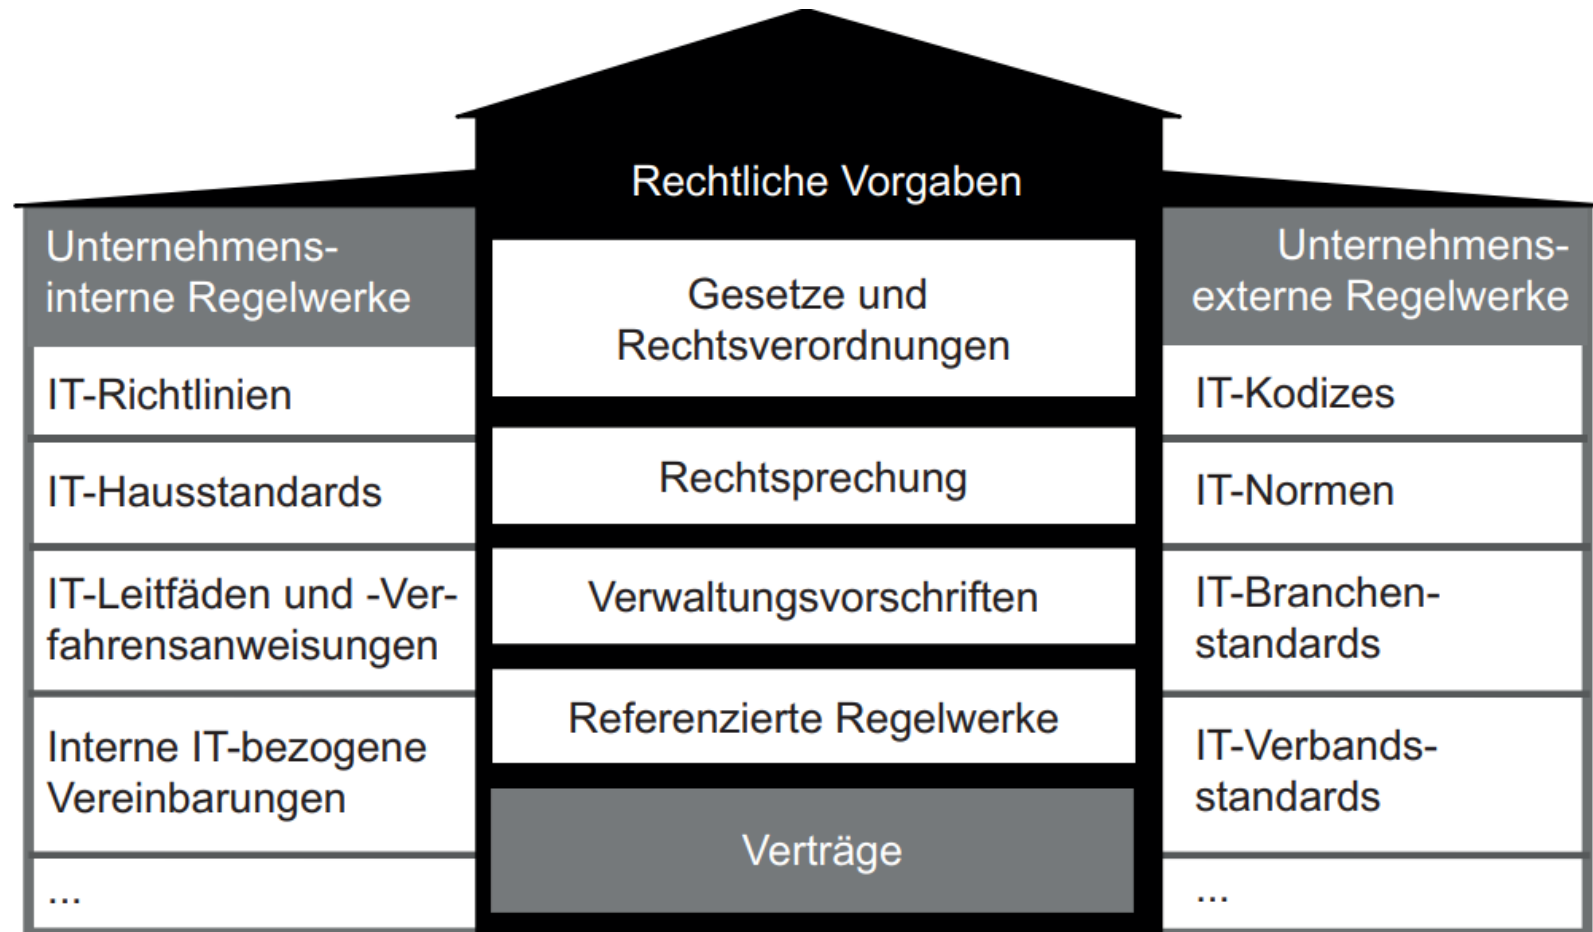 Rechtliche Vorgaben
Unternehmens-
interne Regelwerke
IT-Richtlinien
IT-Hausstandards
IT-Leitfäden und -Ver-
fahrensanweisungen
Interne IT-bezogene
Vereinbarungen
...
Gesetze und
Rechtsverordnungen
Rechtsprechung
Verwaltungsvorschriften
Referenzierte Regelwerke
Verträge
Unternehmens-
externe Regelwerke
IT-Kodizes
IT-Normen
IT-Branchen-
standards
IT-Verbands-
standards
...